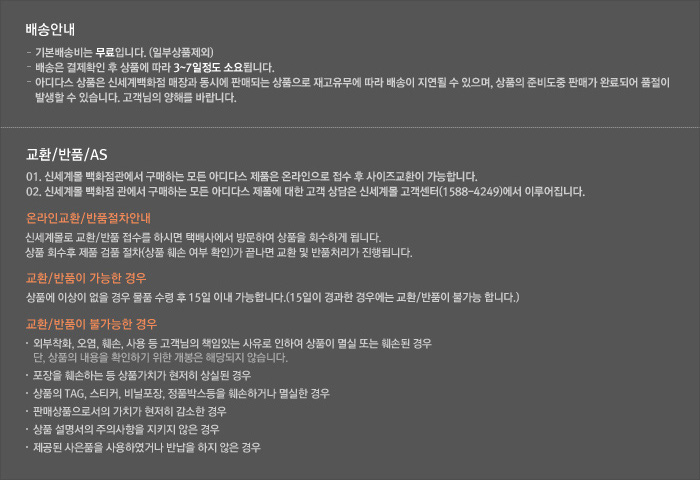 배송안내
- 기본배송비는 무료입니다. (일부상품제외)
- 배송은 결제확인 후 상품에 따라 3~7일정도 소요됩니다.
- 아디다스 상품은 신세계백화점 매장과 동시에 판매되는 상품으로 재고유무에 따라 배송이 지연될 수 있으며, 상품의 준비도중 판매가 완료되어 품절이
발생할 수 있습니다. 고객님의 양해를 바랍니다.
교환/반품/AS
01. 신세계몰 백화점관에서 구매하는 모든 아디다스 제품은 온라인으로 접수 후 사이즈교환이 가능합니다.
02. 신세계몰 백화점 관에서 구매하는 모든 아디다스 제품에 대한 고객 상담은 신세계몰 고객센터(1588-4249)에서 이루어집니다.
온라인교환/반품절차안내
신세계몰로 교환/반품 접수를 하시면 택배사에서 방문하여 상품을 회수하게 됩니다.
상품 회수후 제품 검품 절차(상품 훼손 여부 확인)가 끝나면 교환 및 반품처리가 진행됩니다.
교환/반품이 가능한 경우
상품에 이상이 없을 경우 물품 수령 후 15일 이내 가능합니다.(15일이 경과한 경우에는 교환/반품이 불가능 합니다.)
교환/반품이 불가능한 경우
· 외부착화, 오염, 훼손, 사용 등 고객님의 책임있는 사유로 인하여 상품이 멸실 또는 훼손된 경우
단, 상품의 내용을 확인하기 위한 개봉은 해당되지 않습니다.
· 포장을 훼손하는 등 상품가치가 현저히 상실된 경우
· 상품의 TAG, 스티커, 비닐포장, 정품박스등을 훼손하거나 멸실한 경우
· 판매상품으로서의 가치가 현저히 감소한 경우
· 상품 설명서의 주의사항을 지키지 않은 경우
· 제공된 사은품을 사용하였거나 반납을 하지 않은 경우